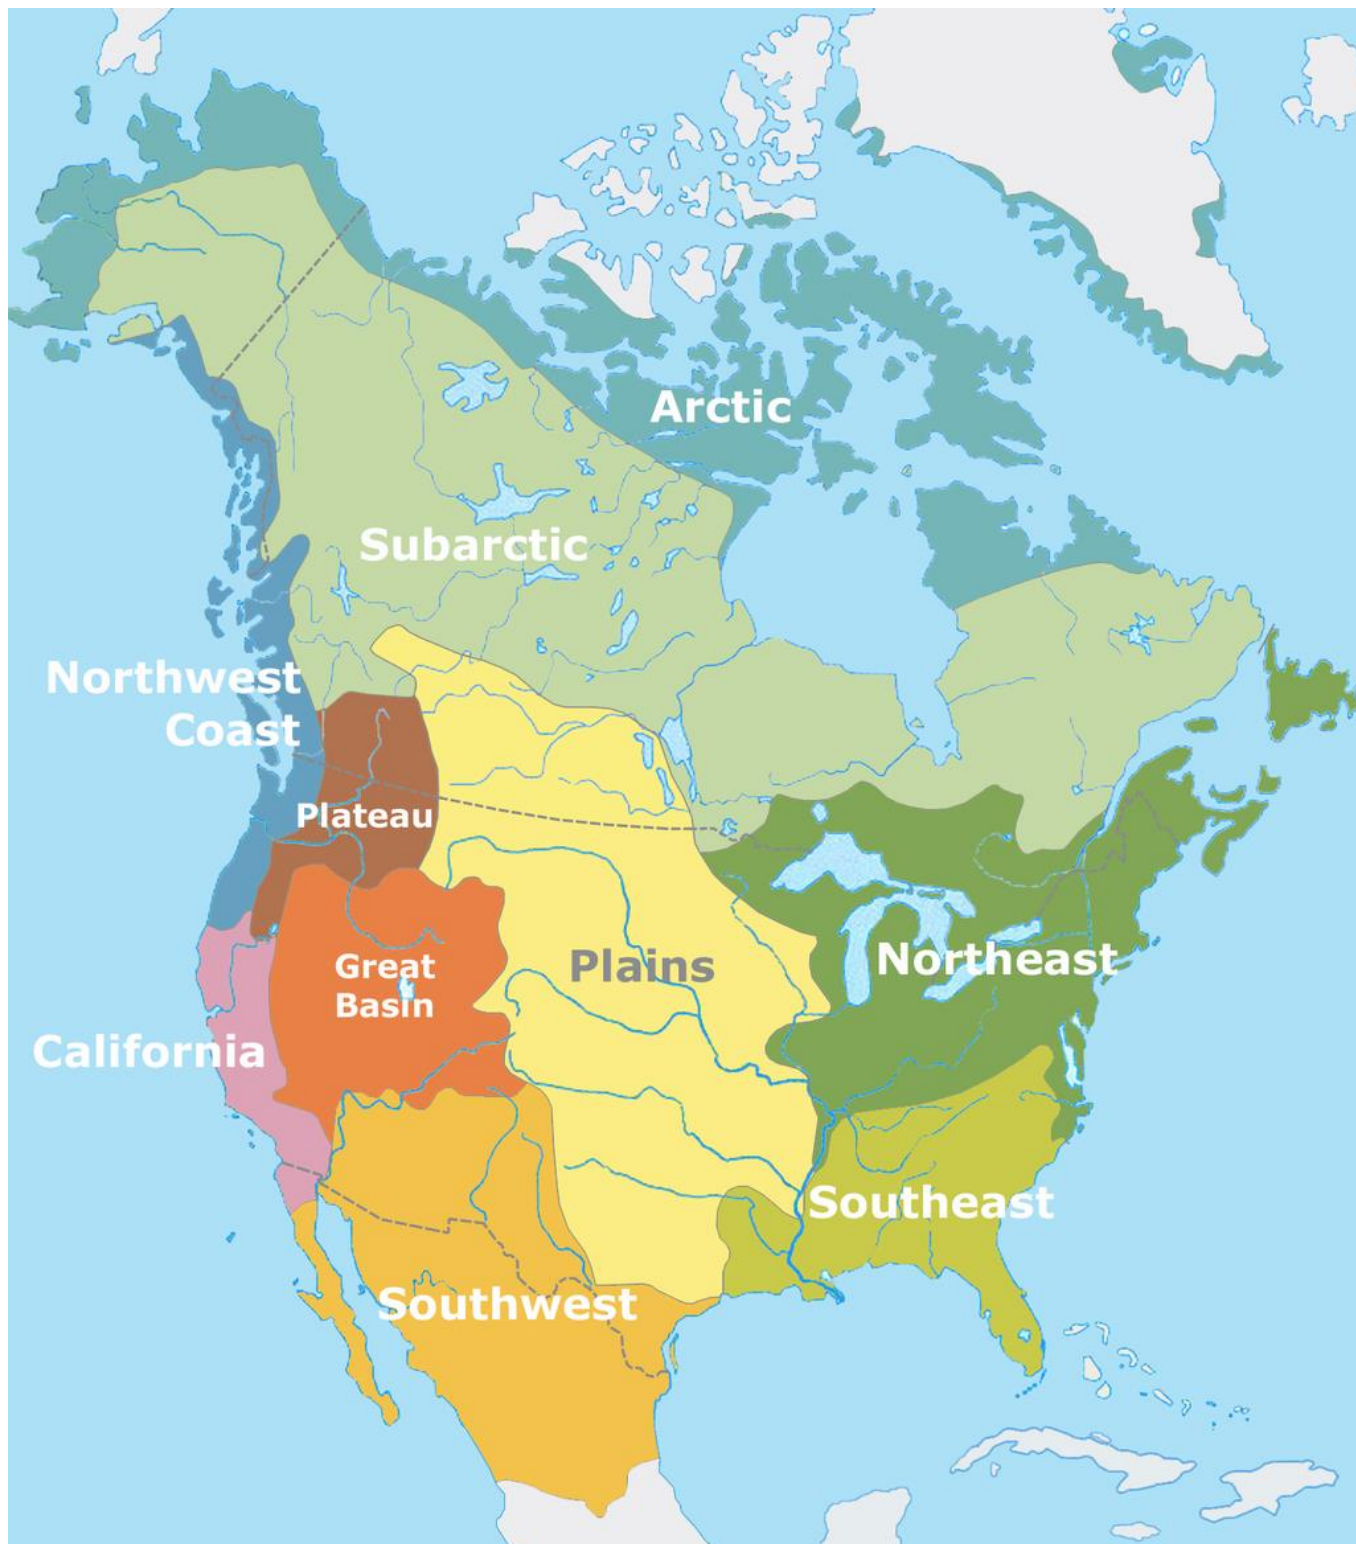 Arctic
Subarctic
Northwest
Coast
Plateau
Great
Basin
Plains
Northeast
California
Southeast
Southwest